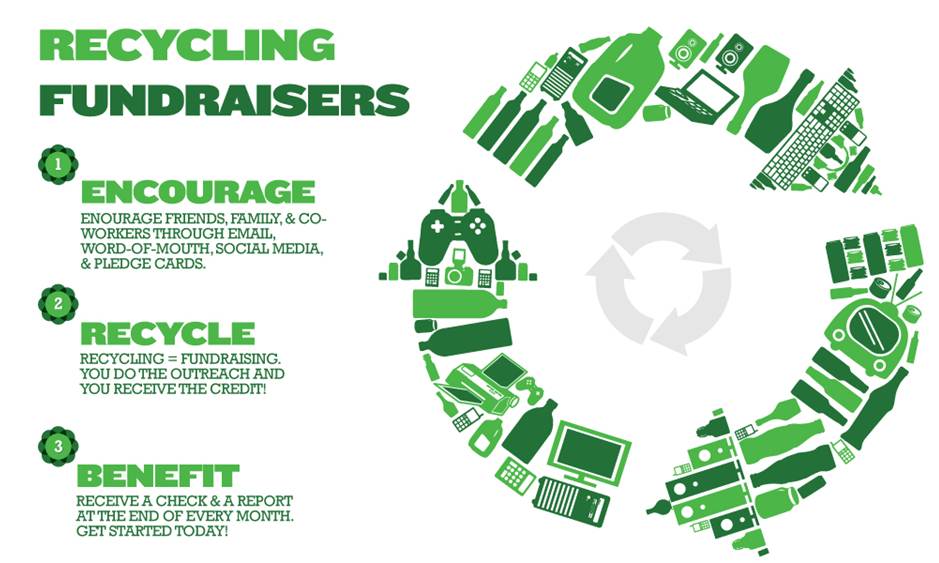 RECYCLING
FUNDRAISERS
1
ENCOURAGE
ENOURAGE FRIENDS, FAMILY, & CO-
WORKERS THROUGH EMAIL,
WORD-OF-MOUTH, SOCIAL MEDIA,
& PLEDGE CARDS.
2
RECYCLE
RECYCLING = FUNDRAISING.
YOU DO THE OUTREACH AND
YOU RECEIVE THE CREDIT!
3
BENEFIT
RECEIVE A CHECK & A REPORT
AT THE END OF EVERY MONTH.
GET STARTED TODAY!